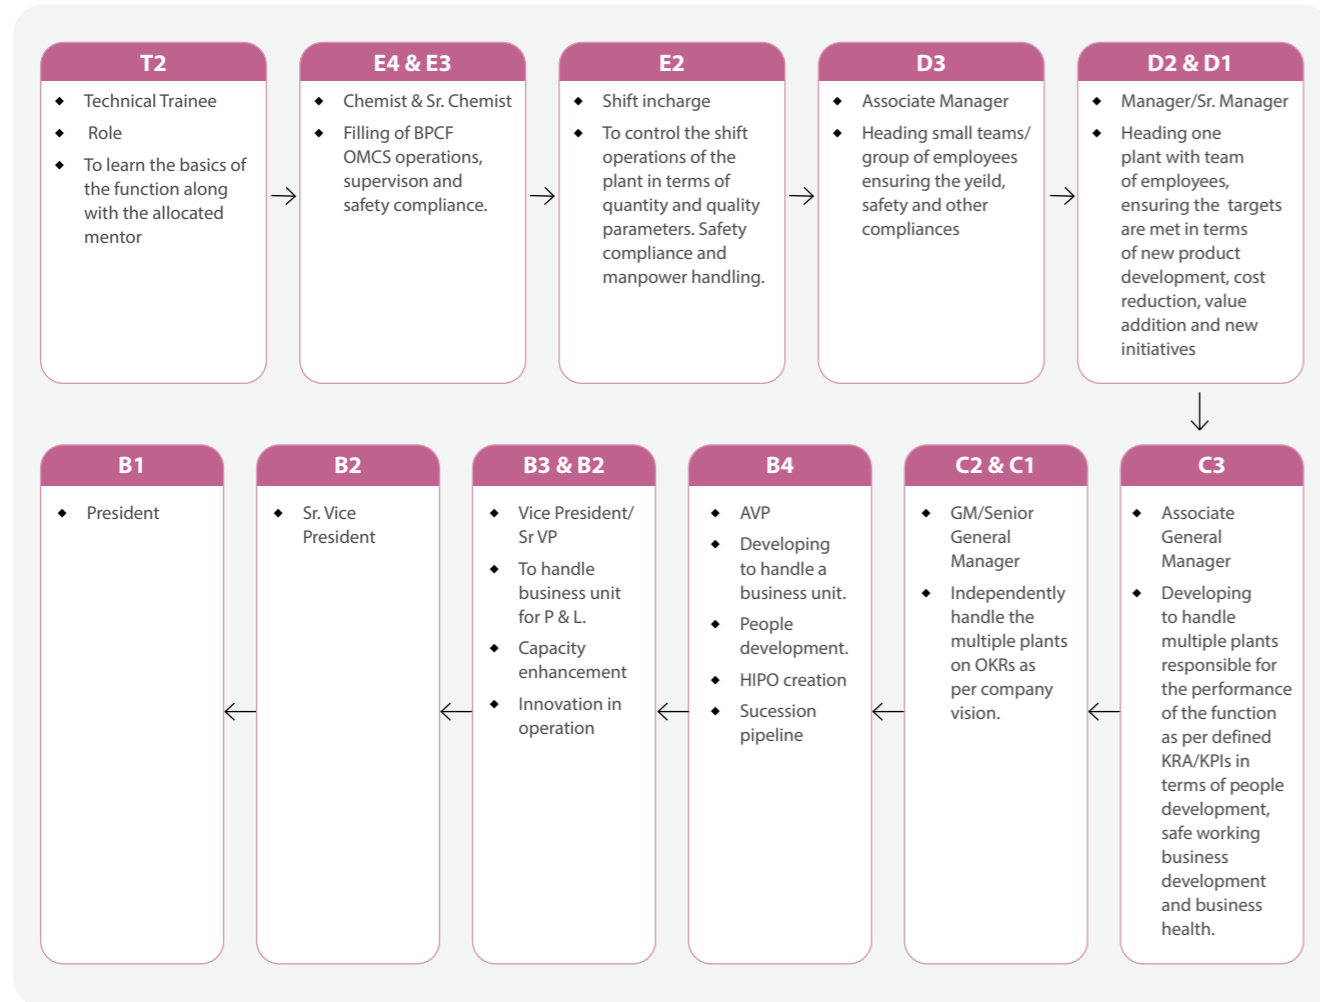 T2
Technical Trainee
Role
To learn the basics of
the function along
with the allocated
mentor
E4 & E3
Chemist & Sr. Chemist
Filling of BPCF
OMCS operations,
supervison and
safety compliance.
E2
Shift incharge
To control the shift
operations of the
plant in terms of
quantity and quality
parameters. Safety
compliance and
manpower handling.
D3
Associate Manager
Heading small teams/
group of employees
ensuring the yeild,
safety and other
compliances
D2 & D1
Manager/Sr. Manager
Heading one
plant with team
of employees,
ensuring the targets
are met in terms
of new product
development, cost
reduction, value
addition and new
initiatives
B1
President
B2
Sr. Vice
President
B3 & B2
Vice President/
Sr VP
To handle
business unit
for P & L.
Capacity
enhancement
Innovation in
operation
B4
AVP
Developing
to handle a
business unit.
People
development.
HIPO creation
Sucession
pipeline
C2 & C1
GM/Senior
General
Manager
Independently
handle the
multiple plants
on OKRs as
per company
vision.
C3
Associate
General
Manager
Developing
to handle
multiple plants
responsible for
the performance
of the function
as per defined
KRA/KPIs in
terms of people
development,
safe working
business
development
and business
health.